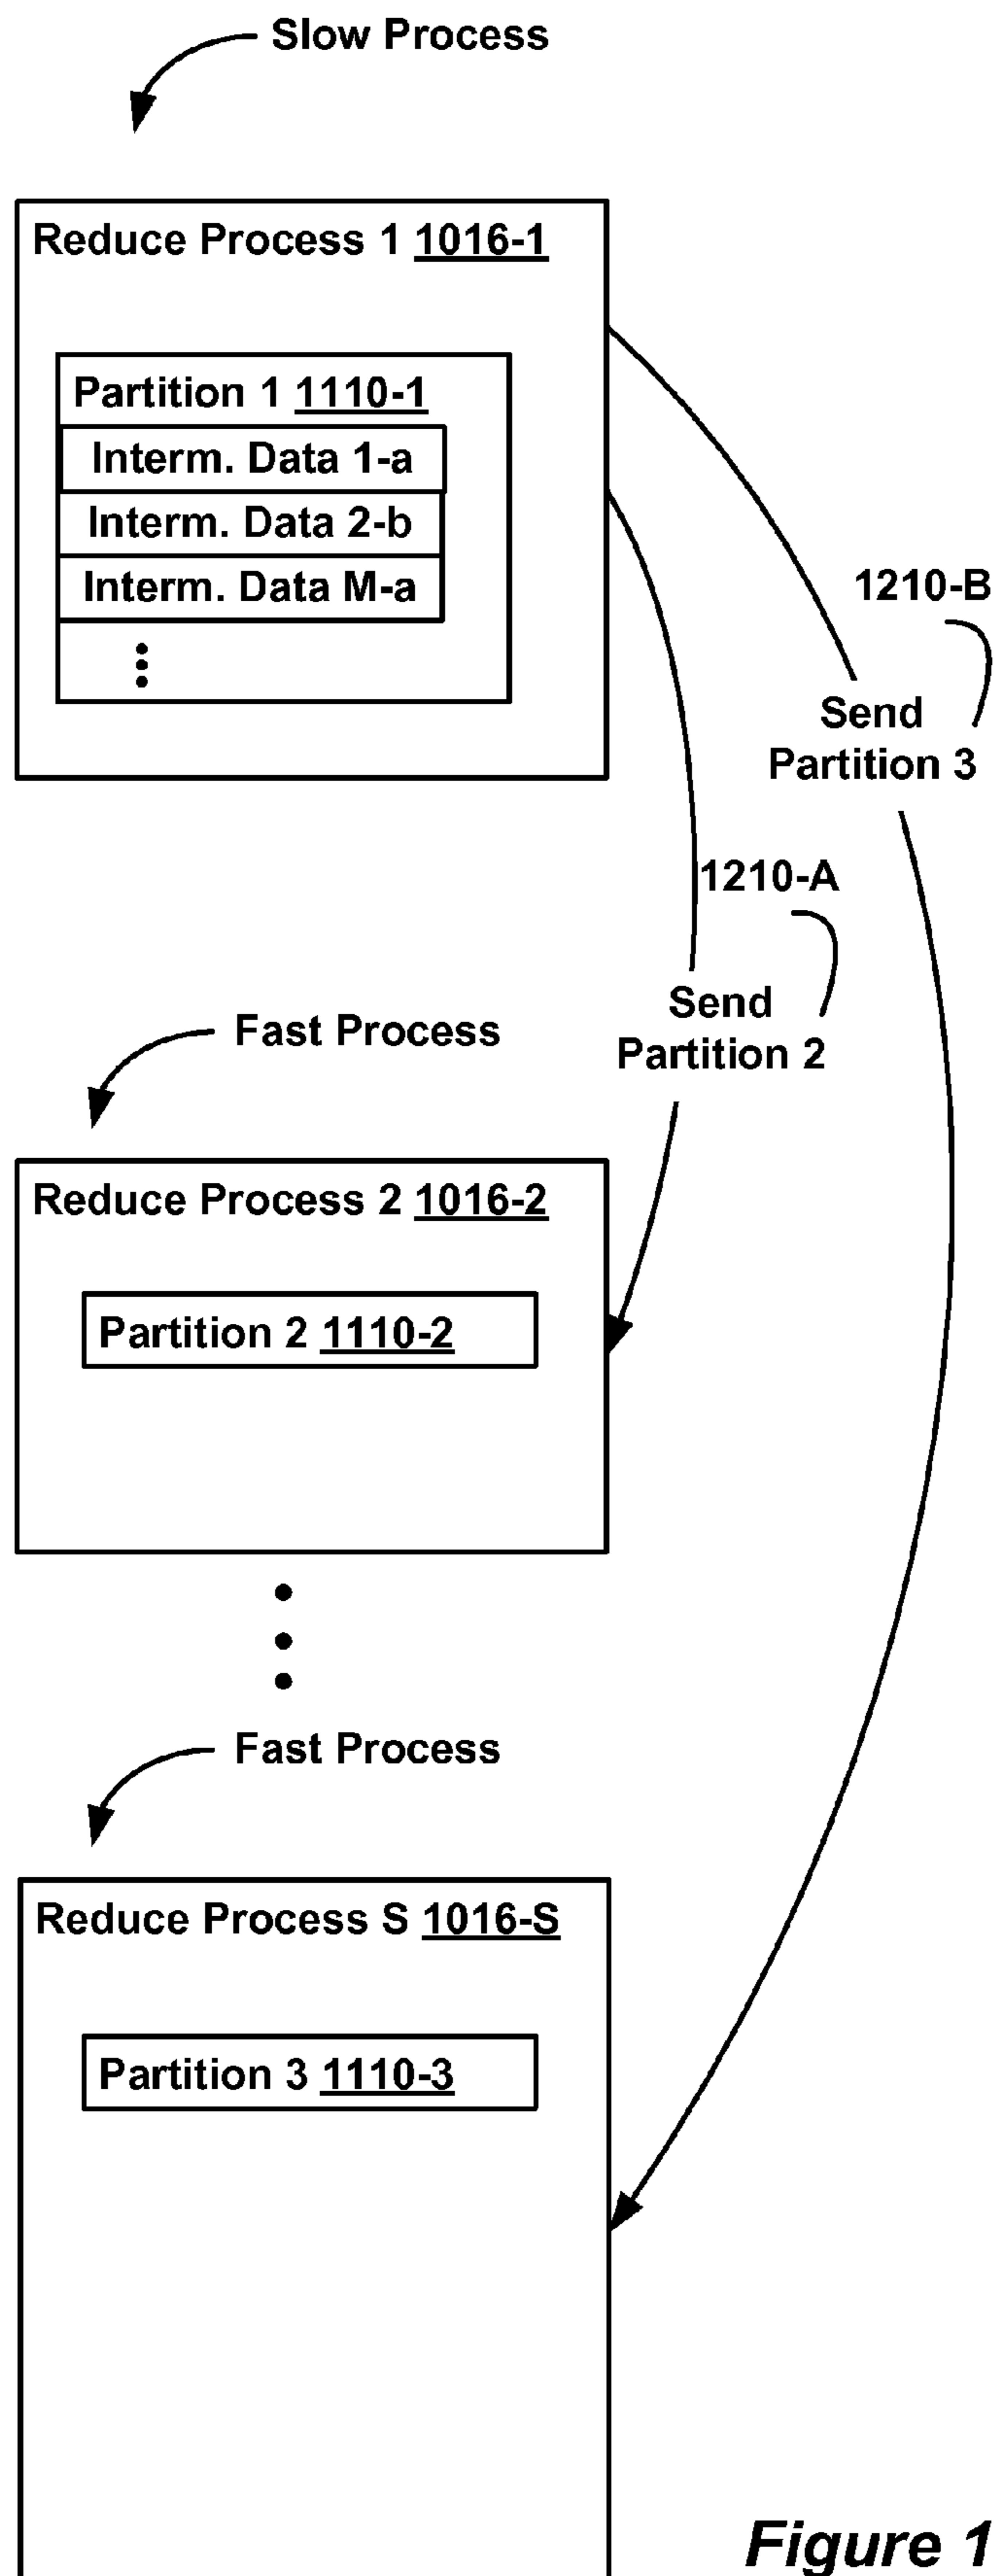 Slow Process
Reduce Process 1 1016-1
Partition 1 1110-1
Interm. Data 1-a
Interm. Data 2-b
Interm. Data M-a
1210-B
Send
Partition 3
1210-A
Send
Partition 2
Fast Process
Reduce Process 2 1016-2
Partition 2 1110-2
Fast Process
Reduce Process S 1016-S
Partition 3 1110-3
Figure 1